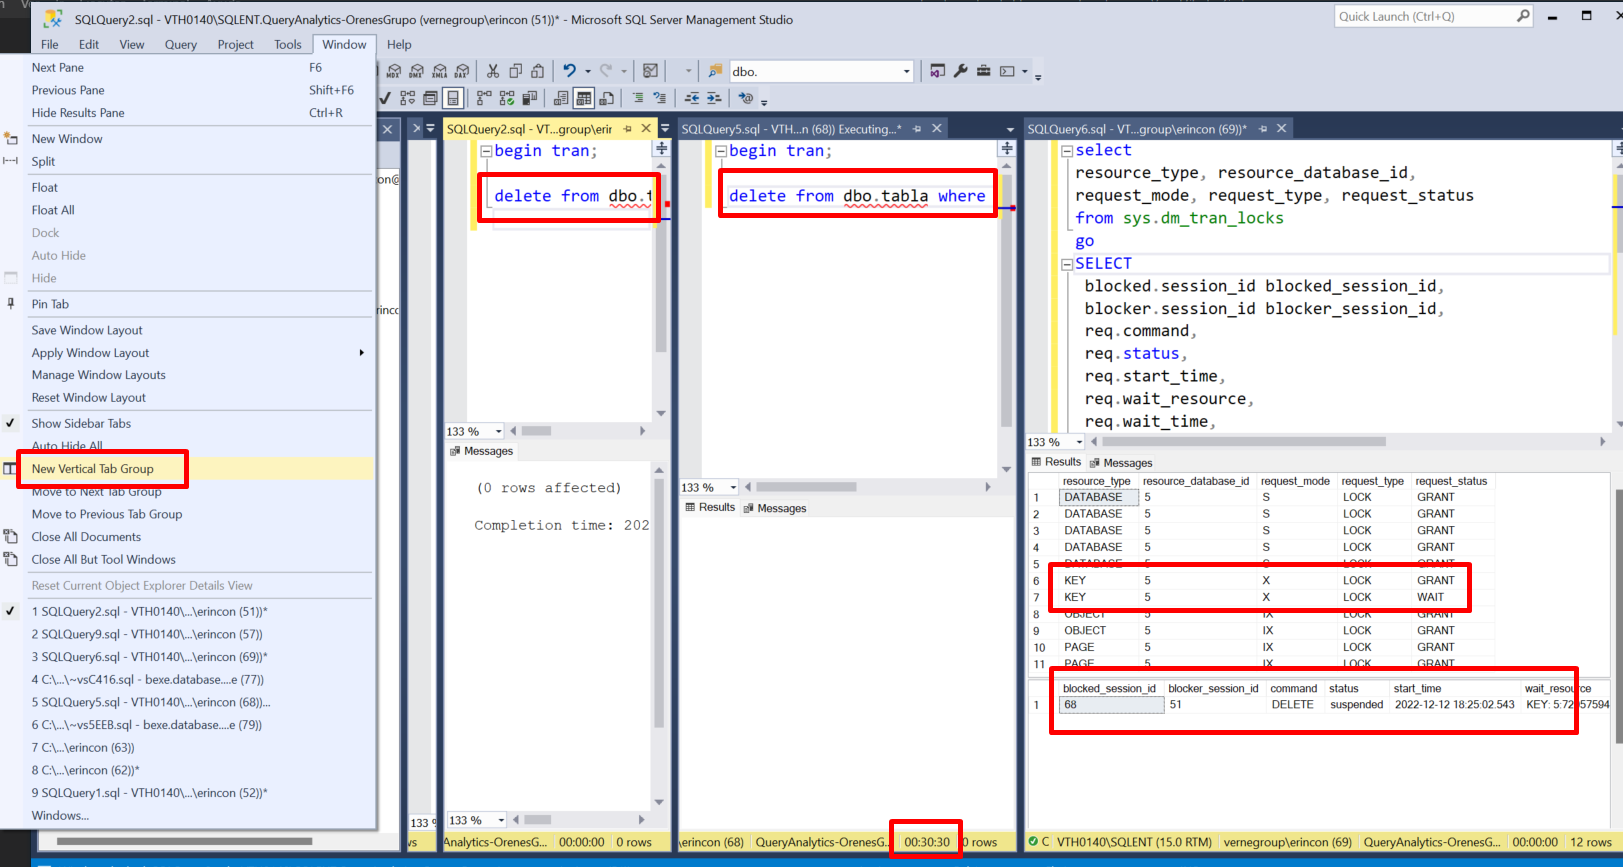 SQLQuery2.sql - VTH0140\SQLENT.QueryAnalytics-OrenesGrupo (vernegroup\erincon (51))* - Microsoft SQL Server Management Studio
Quick Launch (Ctrl+Q)
File Edit View Query Project Tools Window Help
MDX DMX XMLA DAX
dbo.
Next Pane F6
Previous Pane Shift+F6
Hide Results Pane Ctrl+R
New Window
Split
Float
Float All
Dock
Auto Hide
Hide
Pin Tab
Save Window Layout
Apply Window Layout
Manage Window Layouts
Reset Window Layout
Show Sidebar Tabs
Auto Hide All
New Vertical Tab Group
Move to Next Tab Group
Move to Previous Tab Group
Close All Documents
Close All But Tool Windows
Reset Current Object Explorer Details View
1 SQLQuery2.sql - VTH0140\...\erincon (51))*
2 SQLQuery9.sql - VTH0140\...\erincon (57))
3 SQLQuery6.sql - VTH0140\...\erincon (69))*
4 C:\...\~vsC416.sql - bexe.database....e (77))
5 SQLQuery5.sql - VTH0140\...\erincon (68))...
6 C:\...\~vs5EEB.sql - bexe.database....e (79))
7 C:\...\erincon (63))
8 C:\...\erincon (62))*
9 SQLQuery1.sql - VTH0140\...\erincon (52))*
Windows...
on@
rincc
133 %
ws
SQLQuery2.sql - VT...group\erir
begin tran;
delete from dbo.t
133 %
Messages
(0 rows affected)
Completion time: 202
133 %
Analytics-OrenesG... 00:00:00 0 rows
SQLQuery5.sql - VTH...n (68)) Executing...*
begin tran;
delete from dbo.tabla where
133 %
Results Messages
\erincon (68) QueryAnalytics-OrenesG... 00:30:30 0 rows
SQLQuery6.sql - VT...group\erincon (69))*
select
resource_type, resource_database_id,
request_mode, request_type, request_status
from sys.dm_tran_locks
go
SELECT
blocked.session_id blocked_session_id,
blocker.session_id blocker_session_id,
req.command,
req.status,
req.start_time,
req.wait_resource,
req.wait_time,
133 %
Results Messages
resource_type resource_database_id request_mode request_type request_status
1 DATABASE 5 S LOCK GRANT
2 DATABASE 5 S LOCK GRANT
3 DATABASE 5 S LOCK GRANT
4 DATABASE 5 S LOCK GRANT
5 DATABASE 5 S LOCK GRANT
6 KEY 5 X LOCK GRANT
7 KEY 5 X LOCK WAIT
8 OBJECT 5 IX LOCK GRANT
9 OBJECT 5 IX LOCK GRANT
10 PAGE 5 IX LOCK GRANT
11 PAGE 5 IX LOCK GRANT
blocked_session_id blocker_session_id command status start_time wait_resource
1 68 51 DELETE suspended 2022-12-12 18:25:02.543 KEY: 5:72057594
C VTH0140\SQLENT (15.0 RTM) vernegroup\erincon (69) QueryAnalytics-OrenesG... 00:00:00 12 rows